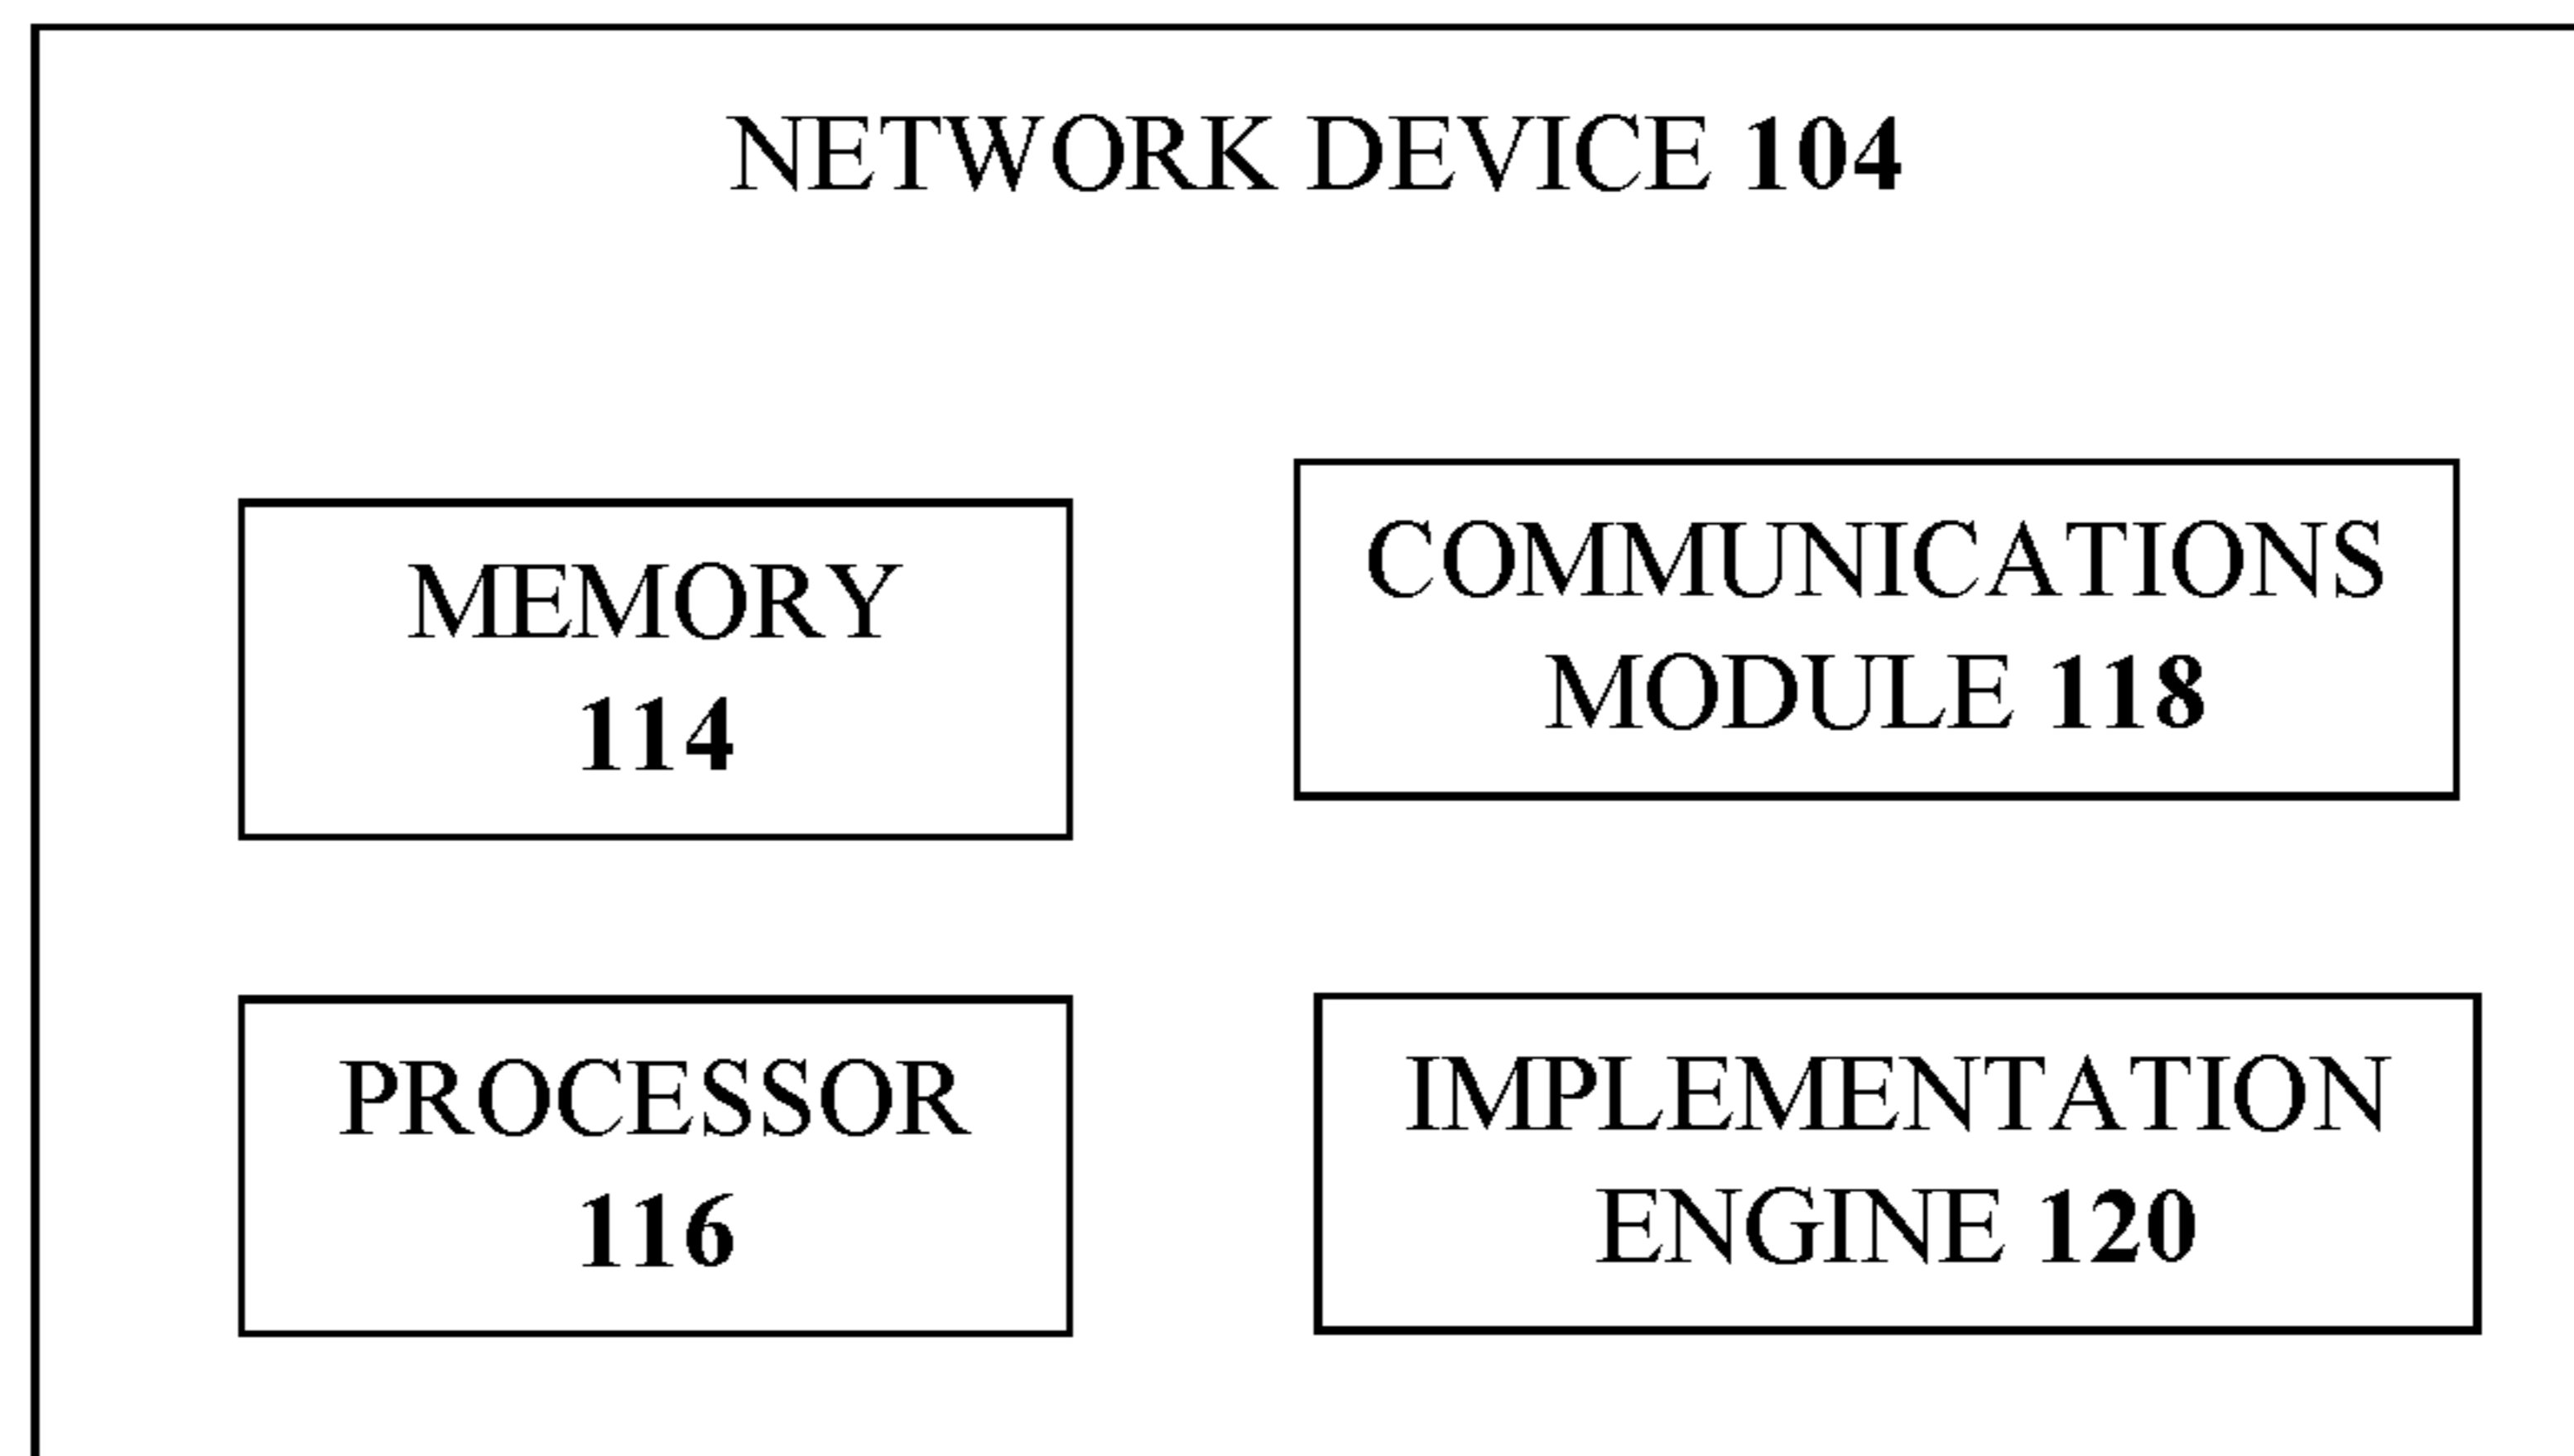 NETWORK DEVICE 104
MEMORY
114
COMMUNICATIONS
MODULE 118
PROCESSOR
116
IMPLEMENTATION
ENGINE 120